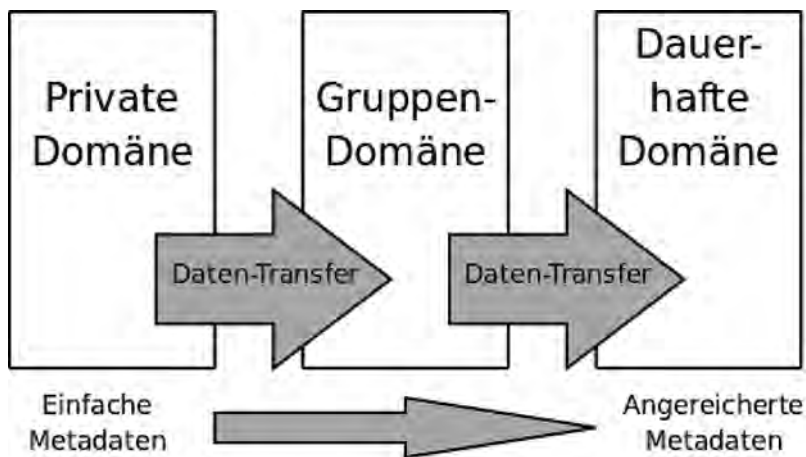 Private
Domäne
Gruppen-
Domäne
Dauer-
hafte
Domäne
Daten-Transfer
Daten-Transfer
Einfache
Metadaten
Angereicherte
Metadaten